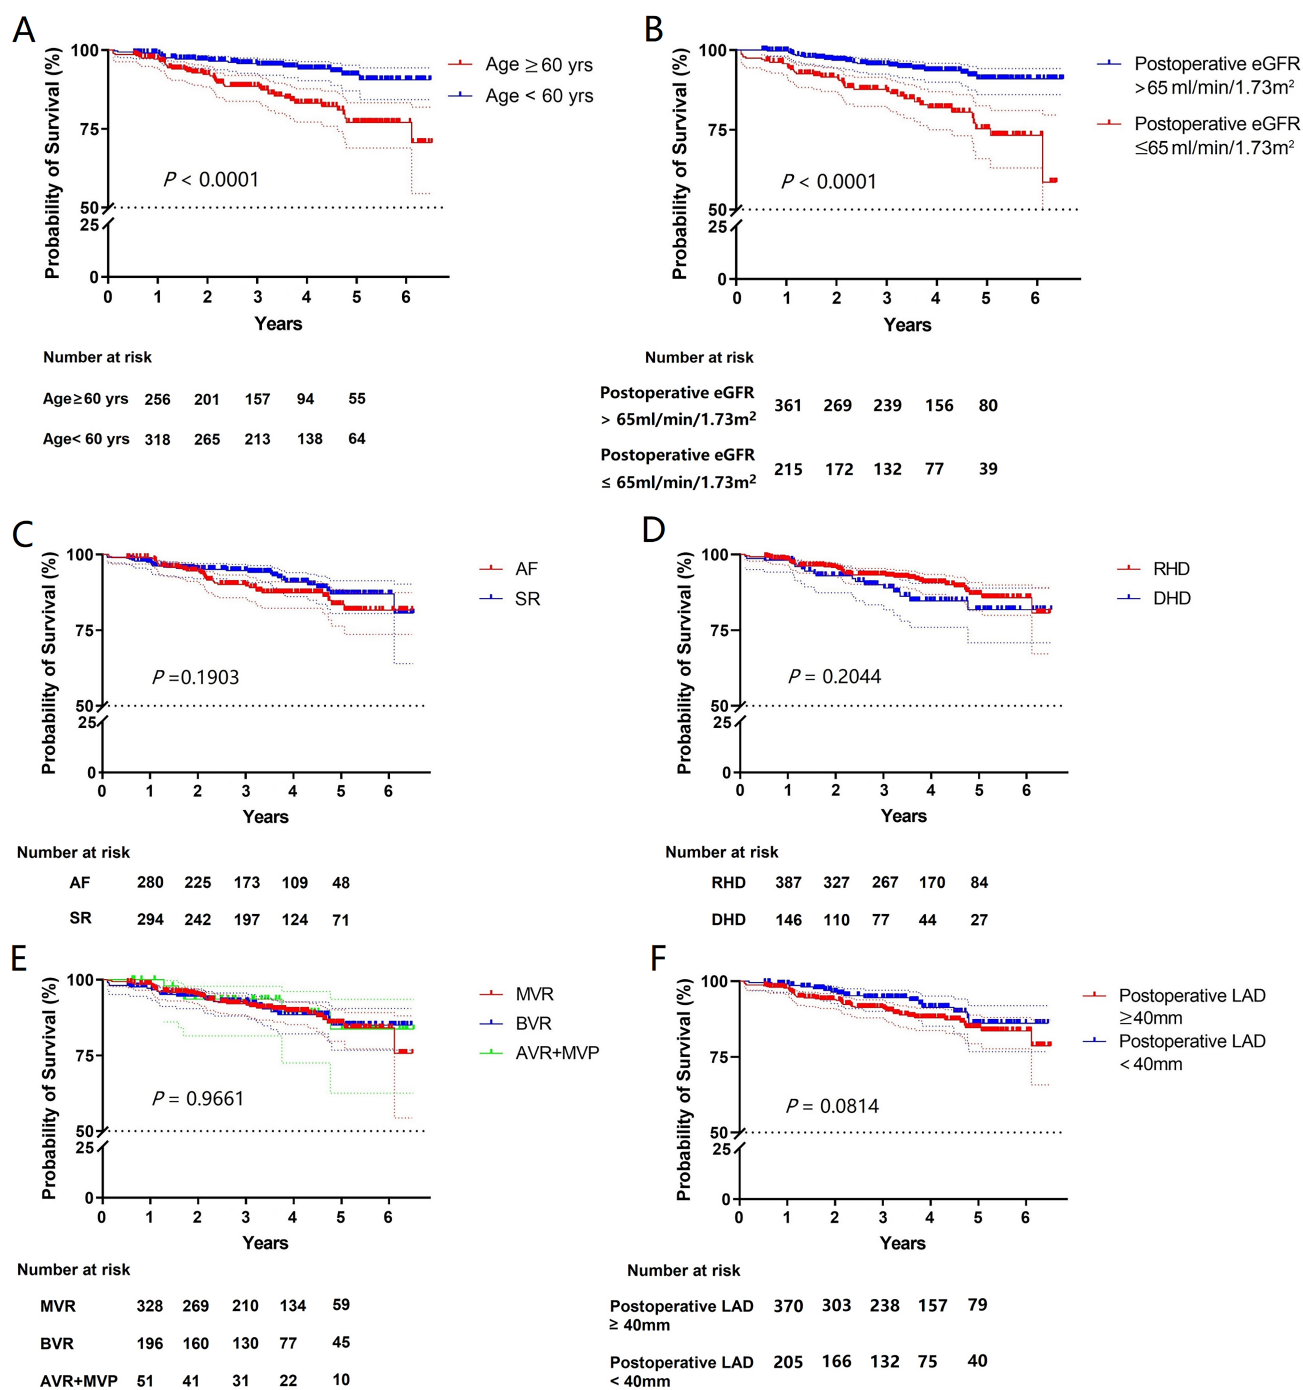 A
Probability of Survival (%)
100
75
50
25
0
P < 0.0001
0 1 2 3 4 5 6
Years
Age ≥ 60 yrs
Age < 60 yrs
Number at risk
Age≥60 yrs 256 201 157 94 55
Age< 60 yrs 318 265 213 138 64
B
Probability of Survival (%)
100
75
50
25
0
P < 0.0001
0 1 2 3 4 5 6
Years
Postoperative eGFR
>65 ml/min/1.73m²
Postoperative eGFR
≤65 ml/min/1.73m²
Number at risk
Postoperative eGFR
> 65ml/min/1.73m² 361 269 239 156 80
Postoperative eGFR
≤ 65ml/min/1.73m² 215 172 132 77 39
C
Probability of Survival (%)
100
75
50
25
0
P =0.1903
0 1 2 3 4 5 6
Years
AF
SR
Number at risk
AF 280 225 173 109 48
SR 294 242 197 124 71
D
Probability of Survival (%)
100
75
50
25
0
P = 0.2044
0 1 2 3 4 5 6
Years
RHD
DHD
Number at risk
RHD 387 327 267 170 84
DHD 146 110 77 44 27
E
Probability of Survival (%)
100
75
50
25
0
P = 0.9661
0 1 2 3 4 5 6
Years
MVR
BVR
AVR+MVP
Number at risk
MVR 328 269 210 134 59
BVR 196 160 130 77 45
AVR+MVP 51 41 31 22 10
F
Probability of Survival (%)
100
75
50
25
0
P = 0.0814
0 1 2 3 4 5 6
Years
Postoperative LAD
≥40mm
Postoperative LAD
< 40mm
Number at risk
Postoperative LAD 370 303 238 157 79
≥ 40mm
Postoperative LAD 205 166 132 75 40
< 40mm